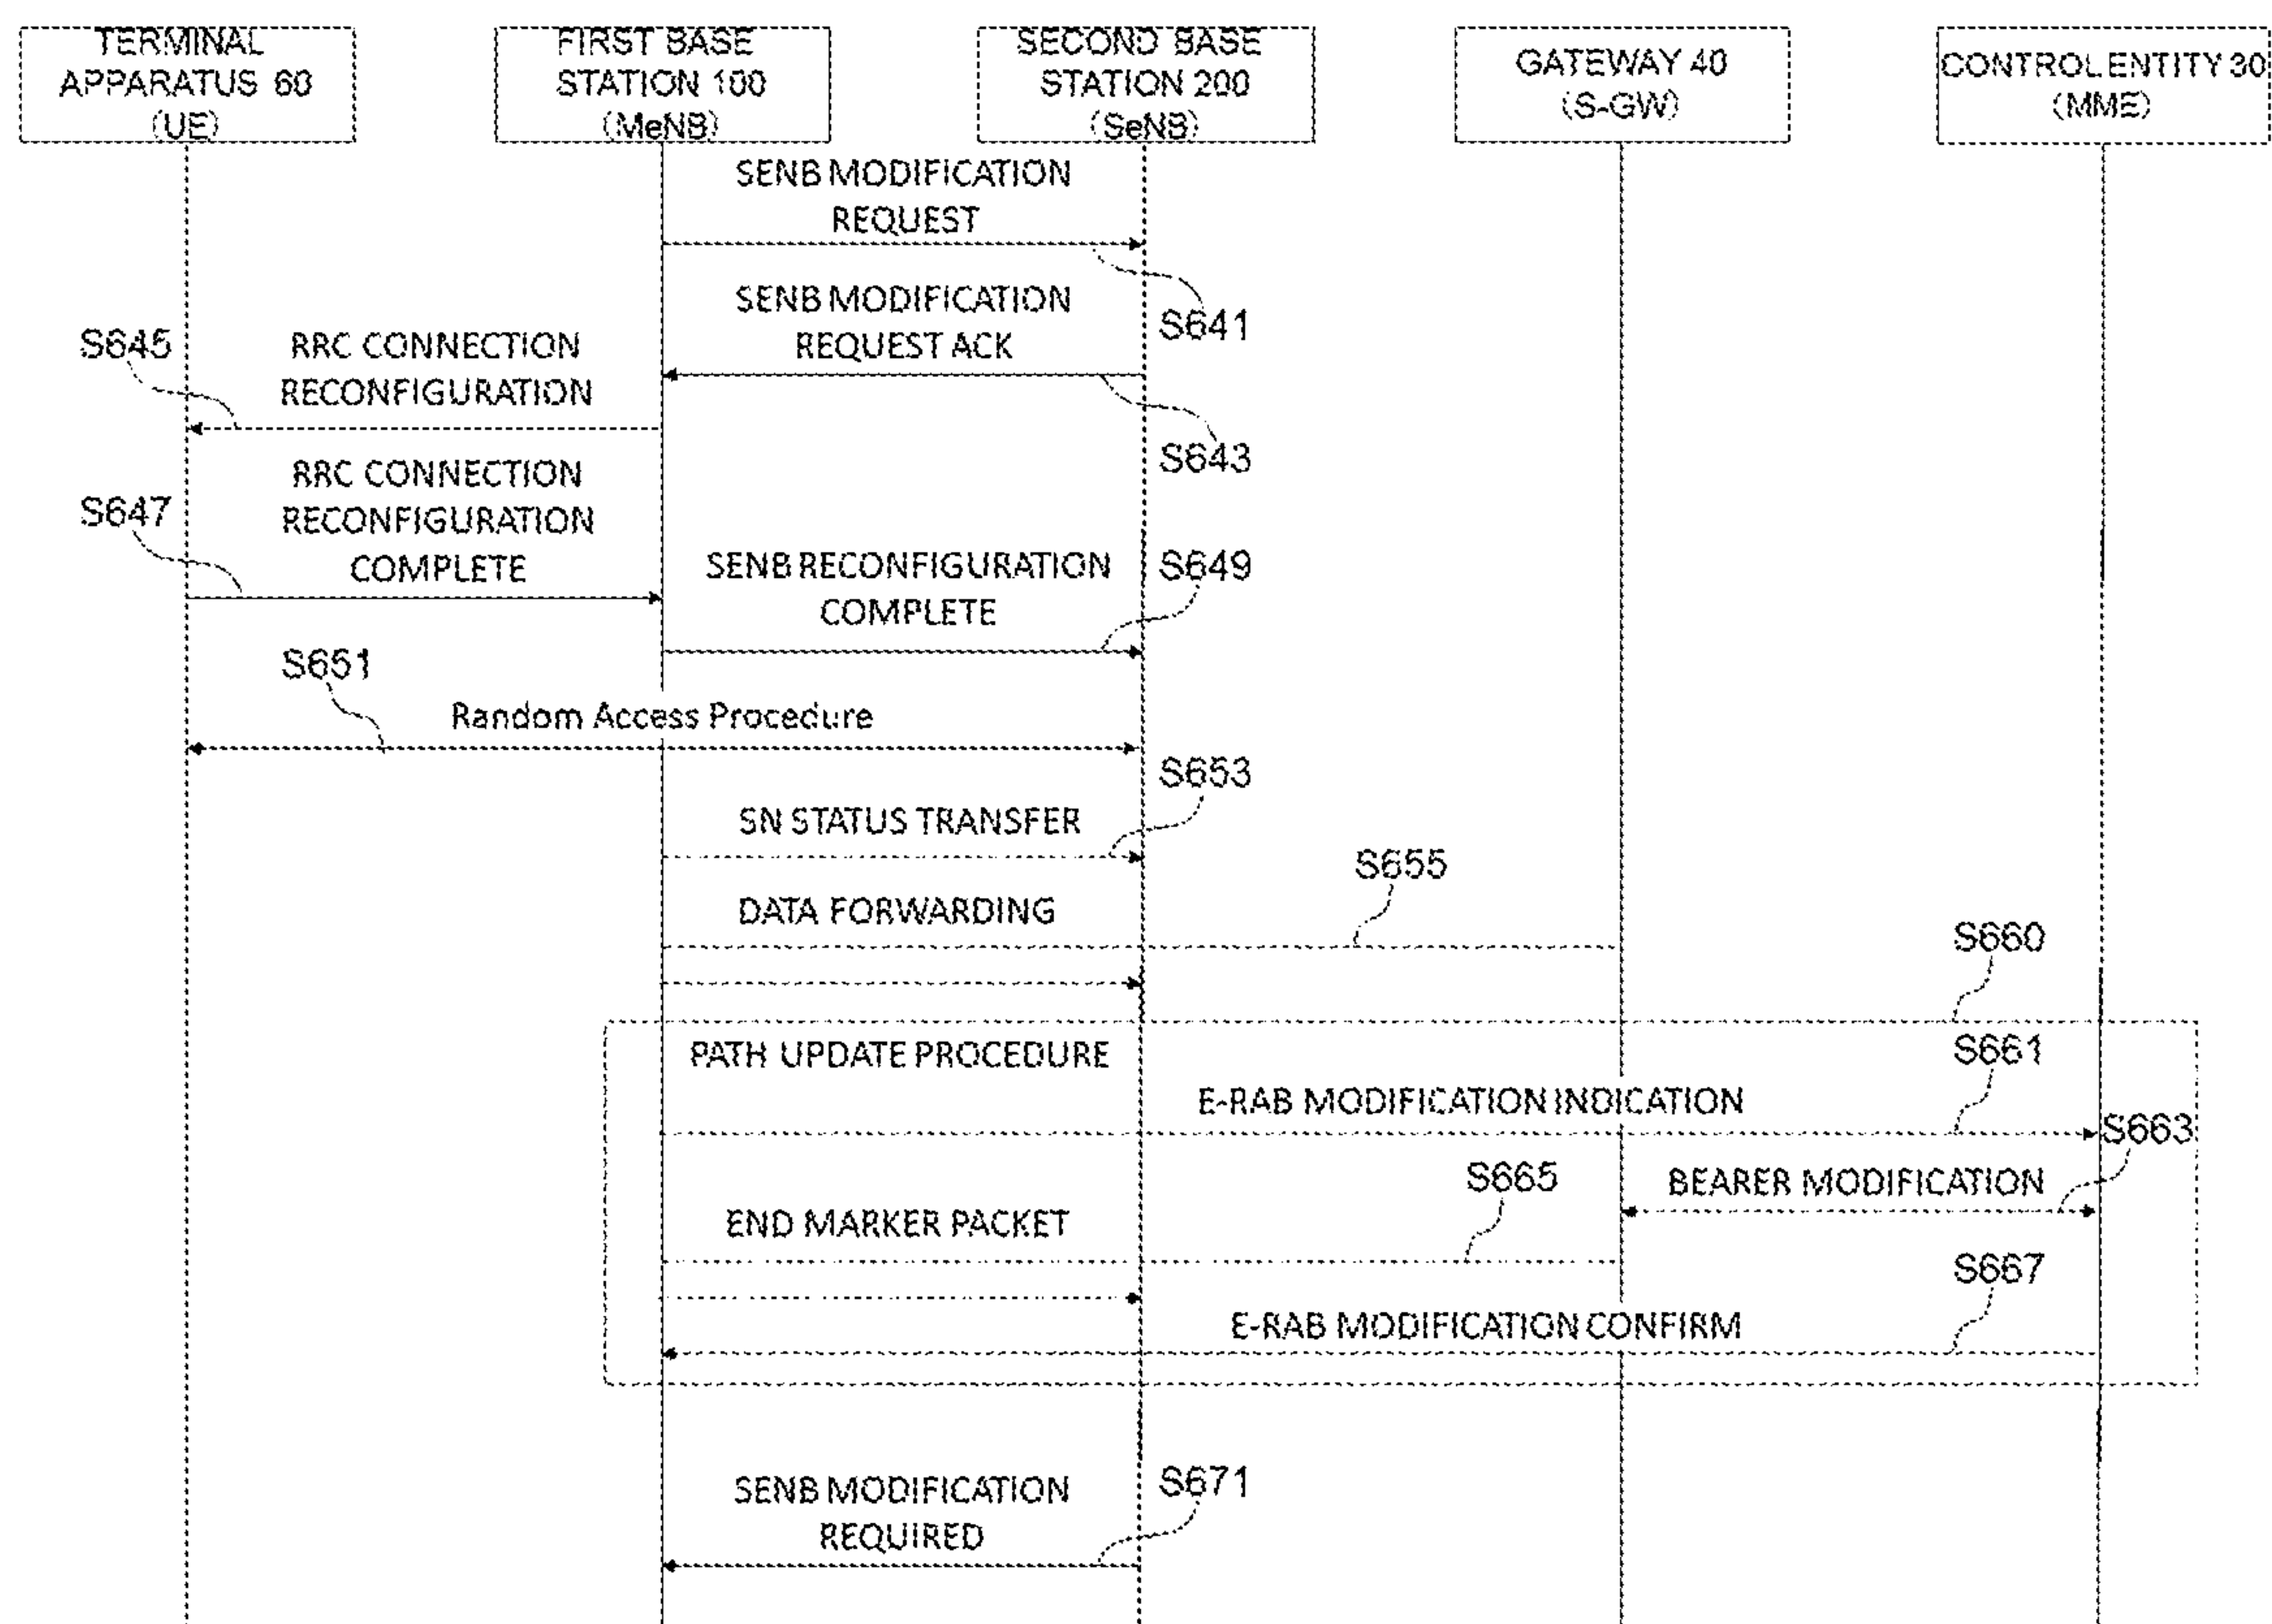 TERMINAL
APPARATUS 60
(UE)
FIRST BASE
STATION 100
(MeNB)
SECOND BASE
STATION 200
(SeNB)
GATEWAY 40
(S-GW)
CONTROL ENTITY 30
(MME)
SENB MODIFICATION
REQUEST
S641
SENB MODIFICATION
REQUEST ACK
S643
S645
RRC CONNECTION
RECONFIGURATION
S647
RRC CONNECTION
RECONFIGURATION
COMPLETE
SENB RECONFIGURATION
COMPLETE
S649
S651
Random Access Procedure
S653
SN STATUS TRANSFER
S655
DATA FORWARDING
S660
PATH UPDATE PROCEDURE
S661
E-RAB MODIFICATION INDICATION
S663
BEARER MODIFICATION
S665
END MARKER PACKET
S667
E-RAB MODIFICATION CONFIRM
S671
SENB MODIFICATION
REQUIRED